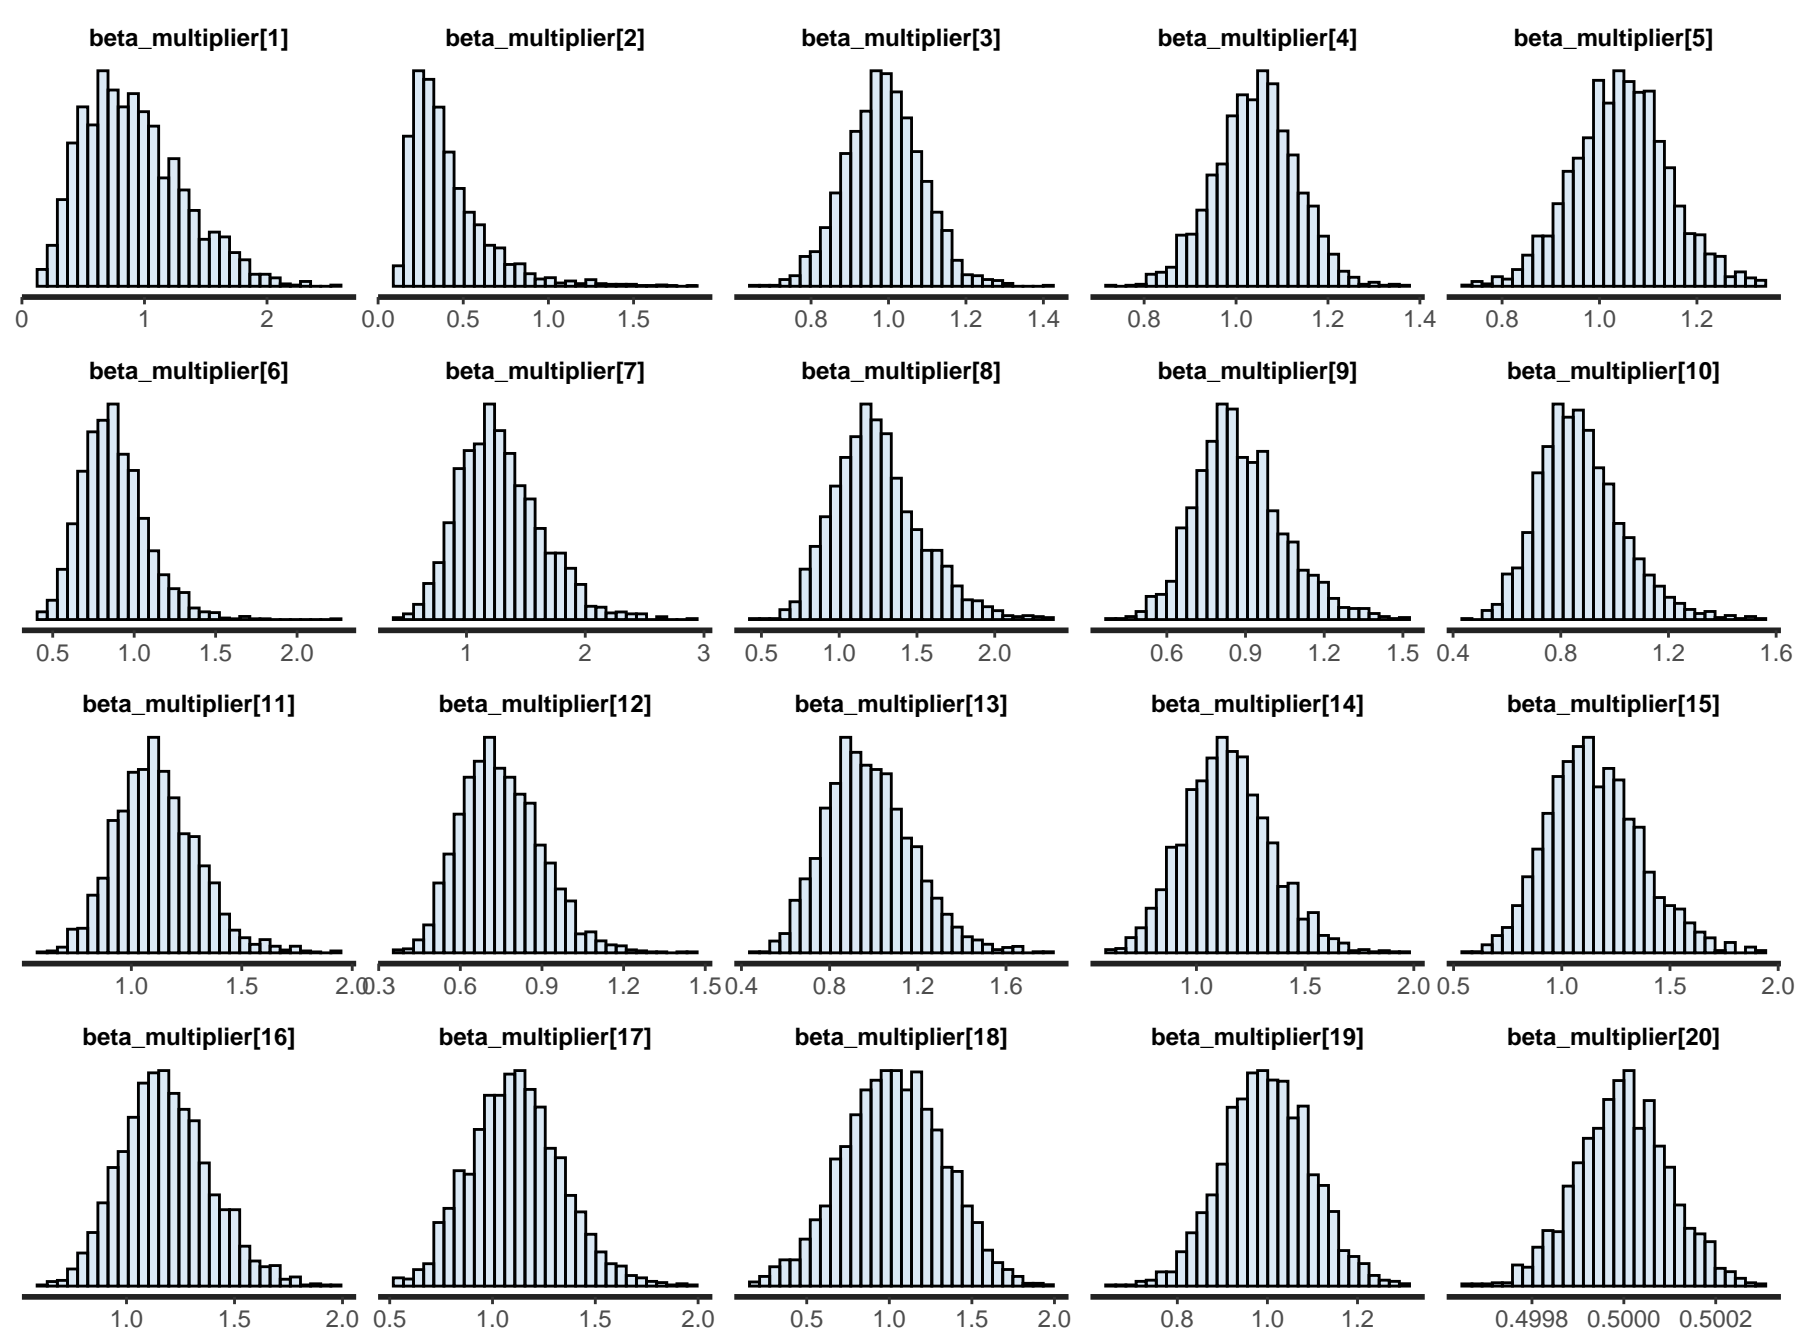 beta_multiplier[1] beta_multiplier[2] beta_multiplier[3] beta_multiplier[4] beta_multiplier[5]
0 1 2 0.0 0.5 1.0 1.5 0.8 1.0 1.2 1.4 0.8 1.0 1.2 1.4 0.8 1.0 1.2
beta_multiplier[6] beta_multiplier[7] beta_multiplier[8] beta_multiplier[9] beta_multiplier[10]
0.5 1.0 1.5 2.0 1 2 3 0.5 1.0 1.5 2.0 0.6 0.9 1.2 1.5 0.4 0.8 1.2 1.6
beta_multiplier[11] beta_multiplier[12] beta_multiplier[13] beta_multiplier[14] beta_multiplier[15]
1.0 1.5 2.0 0.3 0.6 0.9 1.2 1.5 0.4 0.8 1.2 1.6 1.0 1.5 2.0 0.5 1.0 1.5 2.0
beta_multiplier[16] beta_multiplier[17] beta_multiplier[18] beta_multiplier[19] beta_multiplier[20]
1.0 1.5 2.0 0.5 1.0 1.5 2.0 0.5 1.0 1.5 2.0 0.8 1.0 1.2 0.4998 0.5000 0.5002